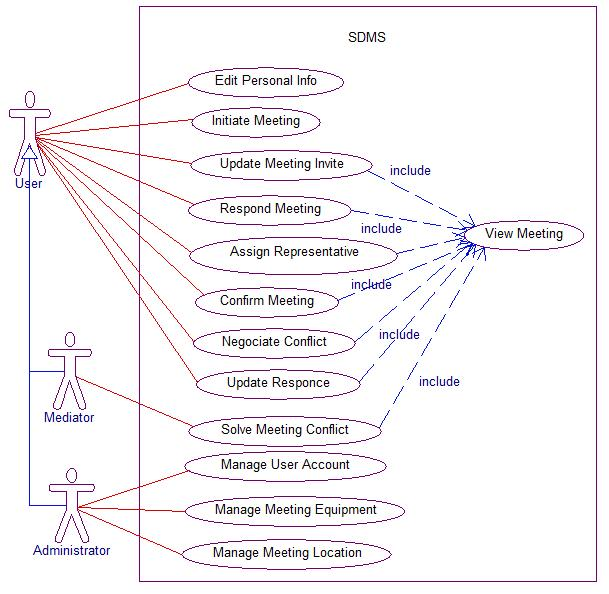 SDMS
Edit Personal Info
Initiate Meeting
Update Meeting Invite
include
User
Respond Meeting
include
View Meeting
Assign Representative
include
Confirm Meeting
include
Negociate Conflict
Update Responce
include
Mediator
Solve Meeting Conflict
Manage User Account
Manage Meeting Equipment
Administrator
Manage Meeting Location